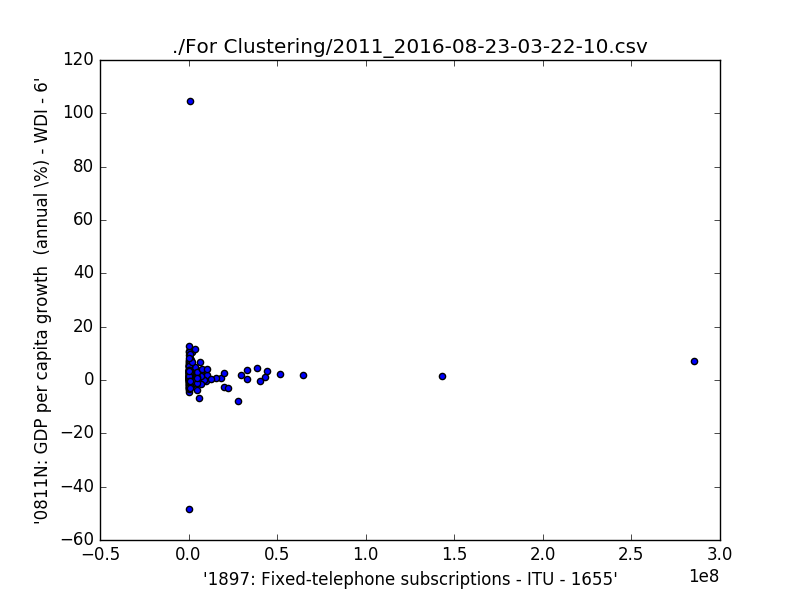 ./For Clustering/2011_2016-08-23-03-22-10.csv
120
100
80
60
40
20
0
−20
−40
−60
'0811N: GDP per capita growth  (annual \%) - WDI - 6'
−0.5 0.0 0.5 1.0 1.5 2.0 2.5 3.0
1e8
'1897: Fixed-telephone subscriptions - ITU - 1655'